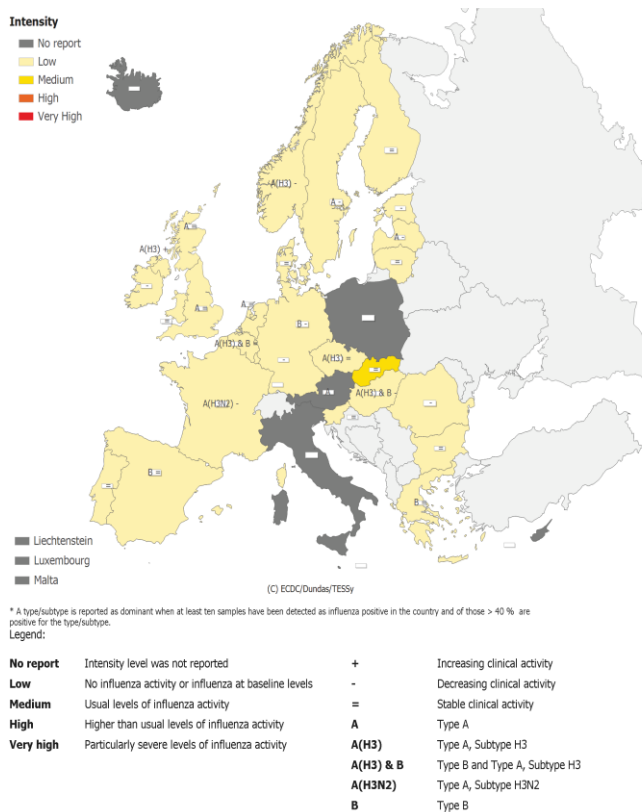 Intensity
No report
Low
Medium
High
Very High
A(H3) -
A =
A -
A(H3) +
A -
A =
A =
B -
A(H3) & B =
A(H3) =
A(H3N2) -
A
A(H3) & B -
B =
B
Liechtenstein
Luxembourg
Malta
(C) ECDC/Dundas/TESSy
* A type/subtype is reported as dominant when at least ten samples have been detected as influenza positive in the country and of those > 40 % are
positive for the type/subtype.
Legend:
No report Intensity level was not reported + Increasing clinical activity
Low No influenza activity or influenza at baseline levels - Decreasing clinical activity
Medium Usual levels of influenza activity = Stable clinical activity
High Higher than usual levels of influenza activity A Type A
Very high Particularly severe levels of influenza activity A(H3) Type A, Subtype H3
A(H3) & B Type B and Type A, Subtype H3
A(H3N2) Type A, Subtype H3N2
B Type B